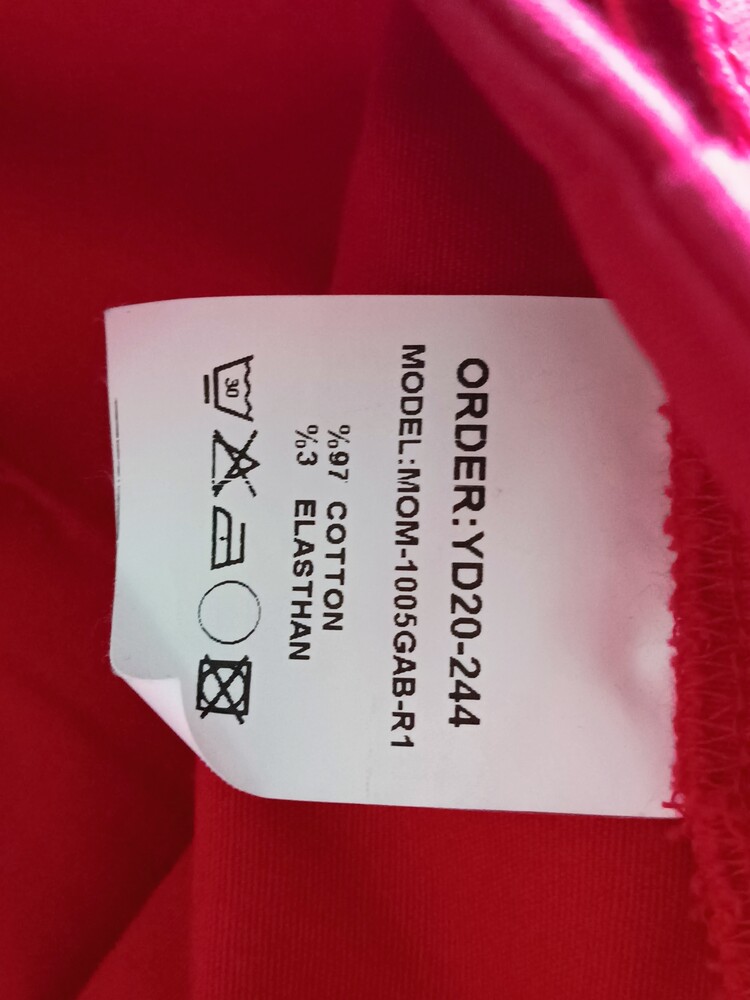 ORDER:YD20-244
MODEL:MOM-1005GAB-R1
%97 COTTON
%3 ELASTHAN
30